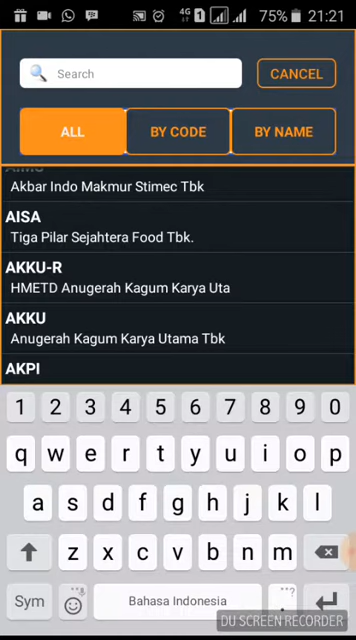 4G 1 75% 21:21
Search CANCEL
ALL BY CODE BY NAME
Akbar Indo Makmur Stimec Tbk
AISA
Tiga Pilar Sejahtera Food Tbk.
AKKU-R
HMETD Anugerah Kagum Karya Uta
AKKU
Anugerah Kagum Karya Utama Tbk
AKPI
1 2 3 4 5 6 7 8 9 0
q w e r t y u i o p
a s d f g h j k l
z x c v b n m
Sym Bahasa Indonesia . ?
DU SCREEN RECORDER